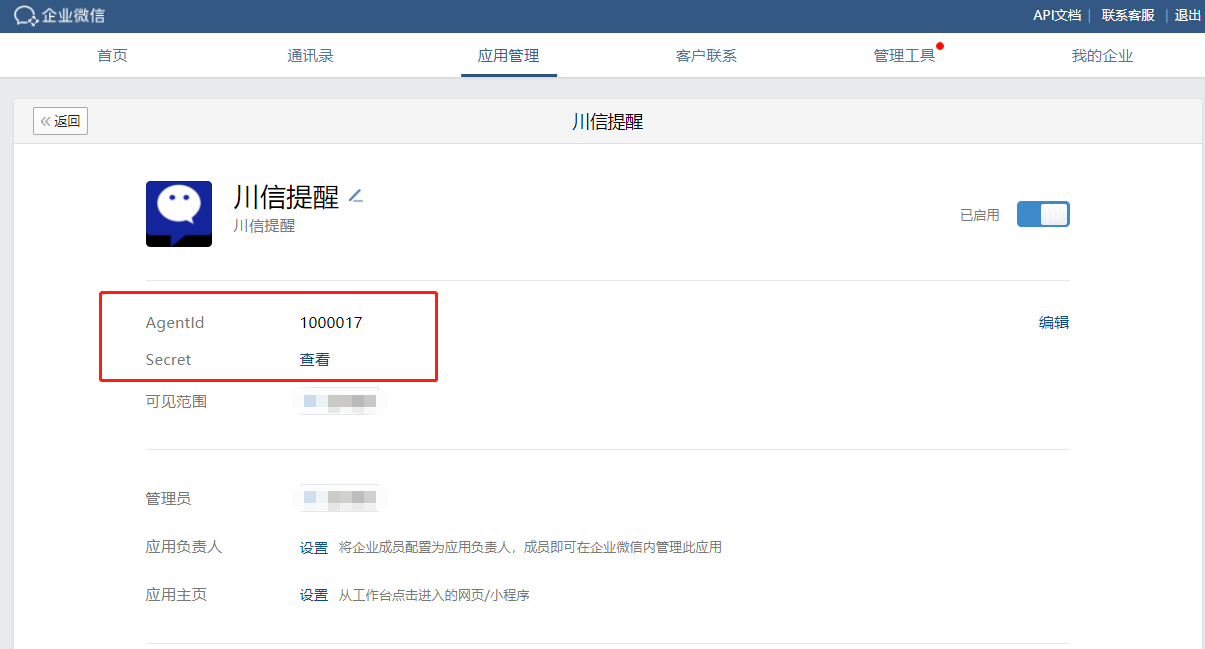 企业微信 API文档 | 联系客服 | 退出
首页 通讯录 应用管理 客户联系 管理工具 我的企业
«返回 川信提醒
川信提醒
川信提醒 已启用
AgentId 1000017 编辑
Secret 查看
可见范围
管理员
应用负责人 设置 将企业成员配置为应用负责人，成员即可在企业微信内管理此应用
应用主页 设置 从工作台点击进入的网页/小程序